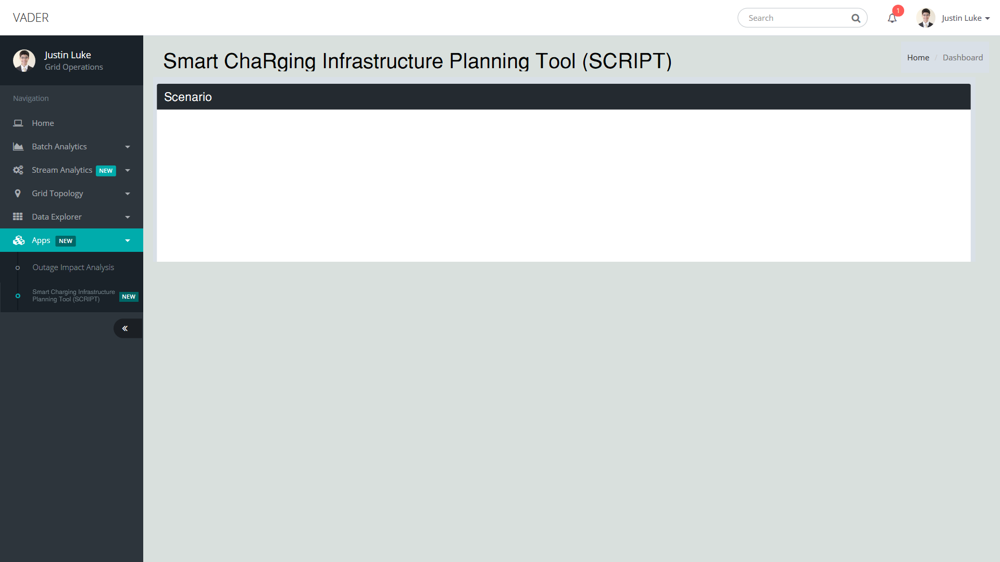 VADER
Search
1
Justin Luke
Justin Luke
Grid Operations
Navigation
Home
Batch Analytics
Stream Analytics NEW
Grid Topology
Data Explorer
Apps NEW
Outage Impact Analysis
Smart Charging Infrastructure
Planning Tool (SCRIPT) NEW
Smart ChaRging Infrastructure Planning Tool (SCRIPT)
Home / Dashboard
Scenario